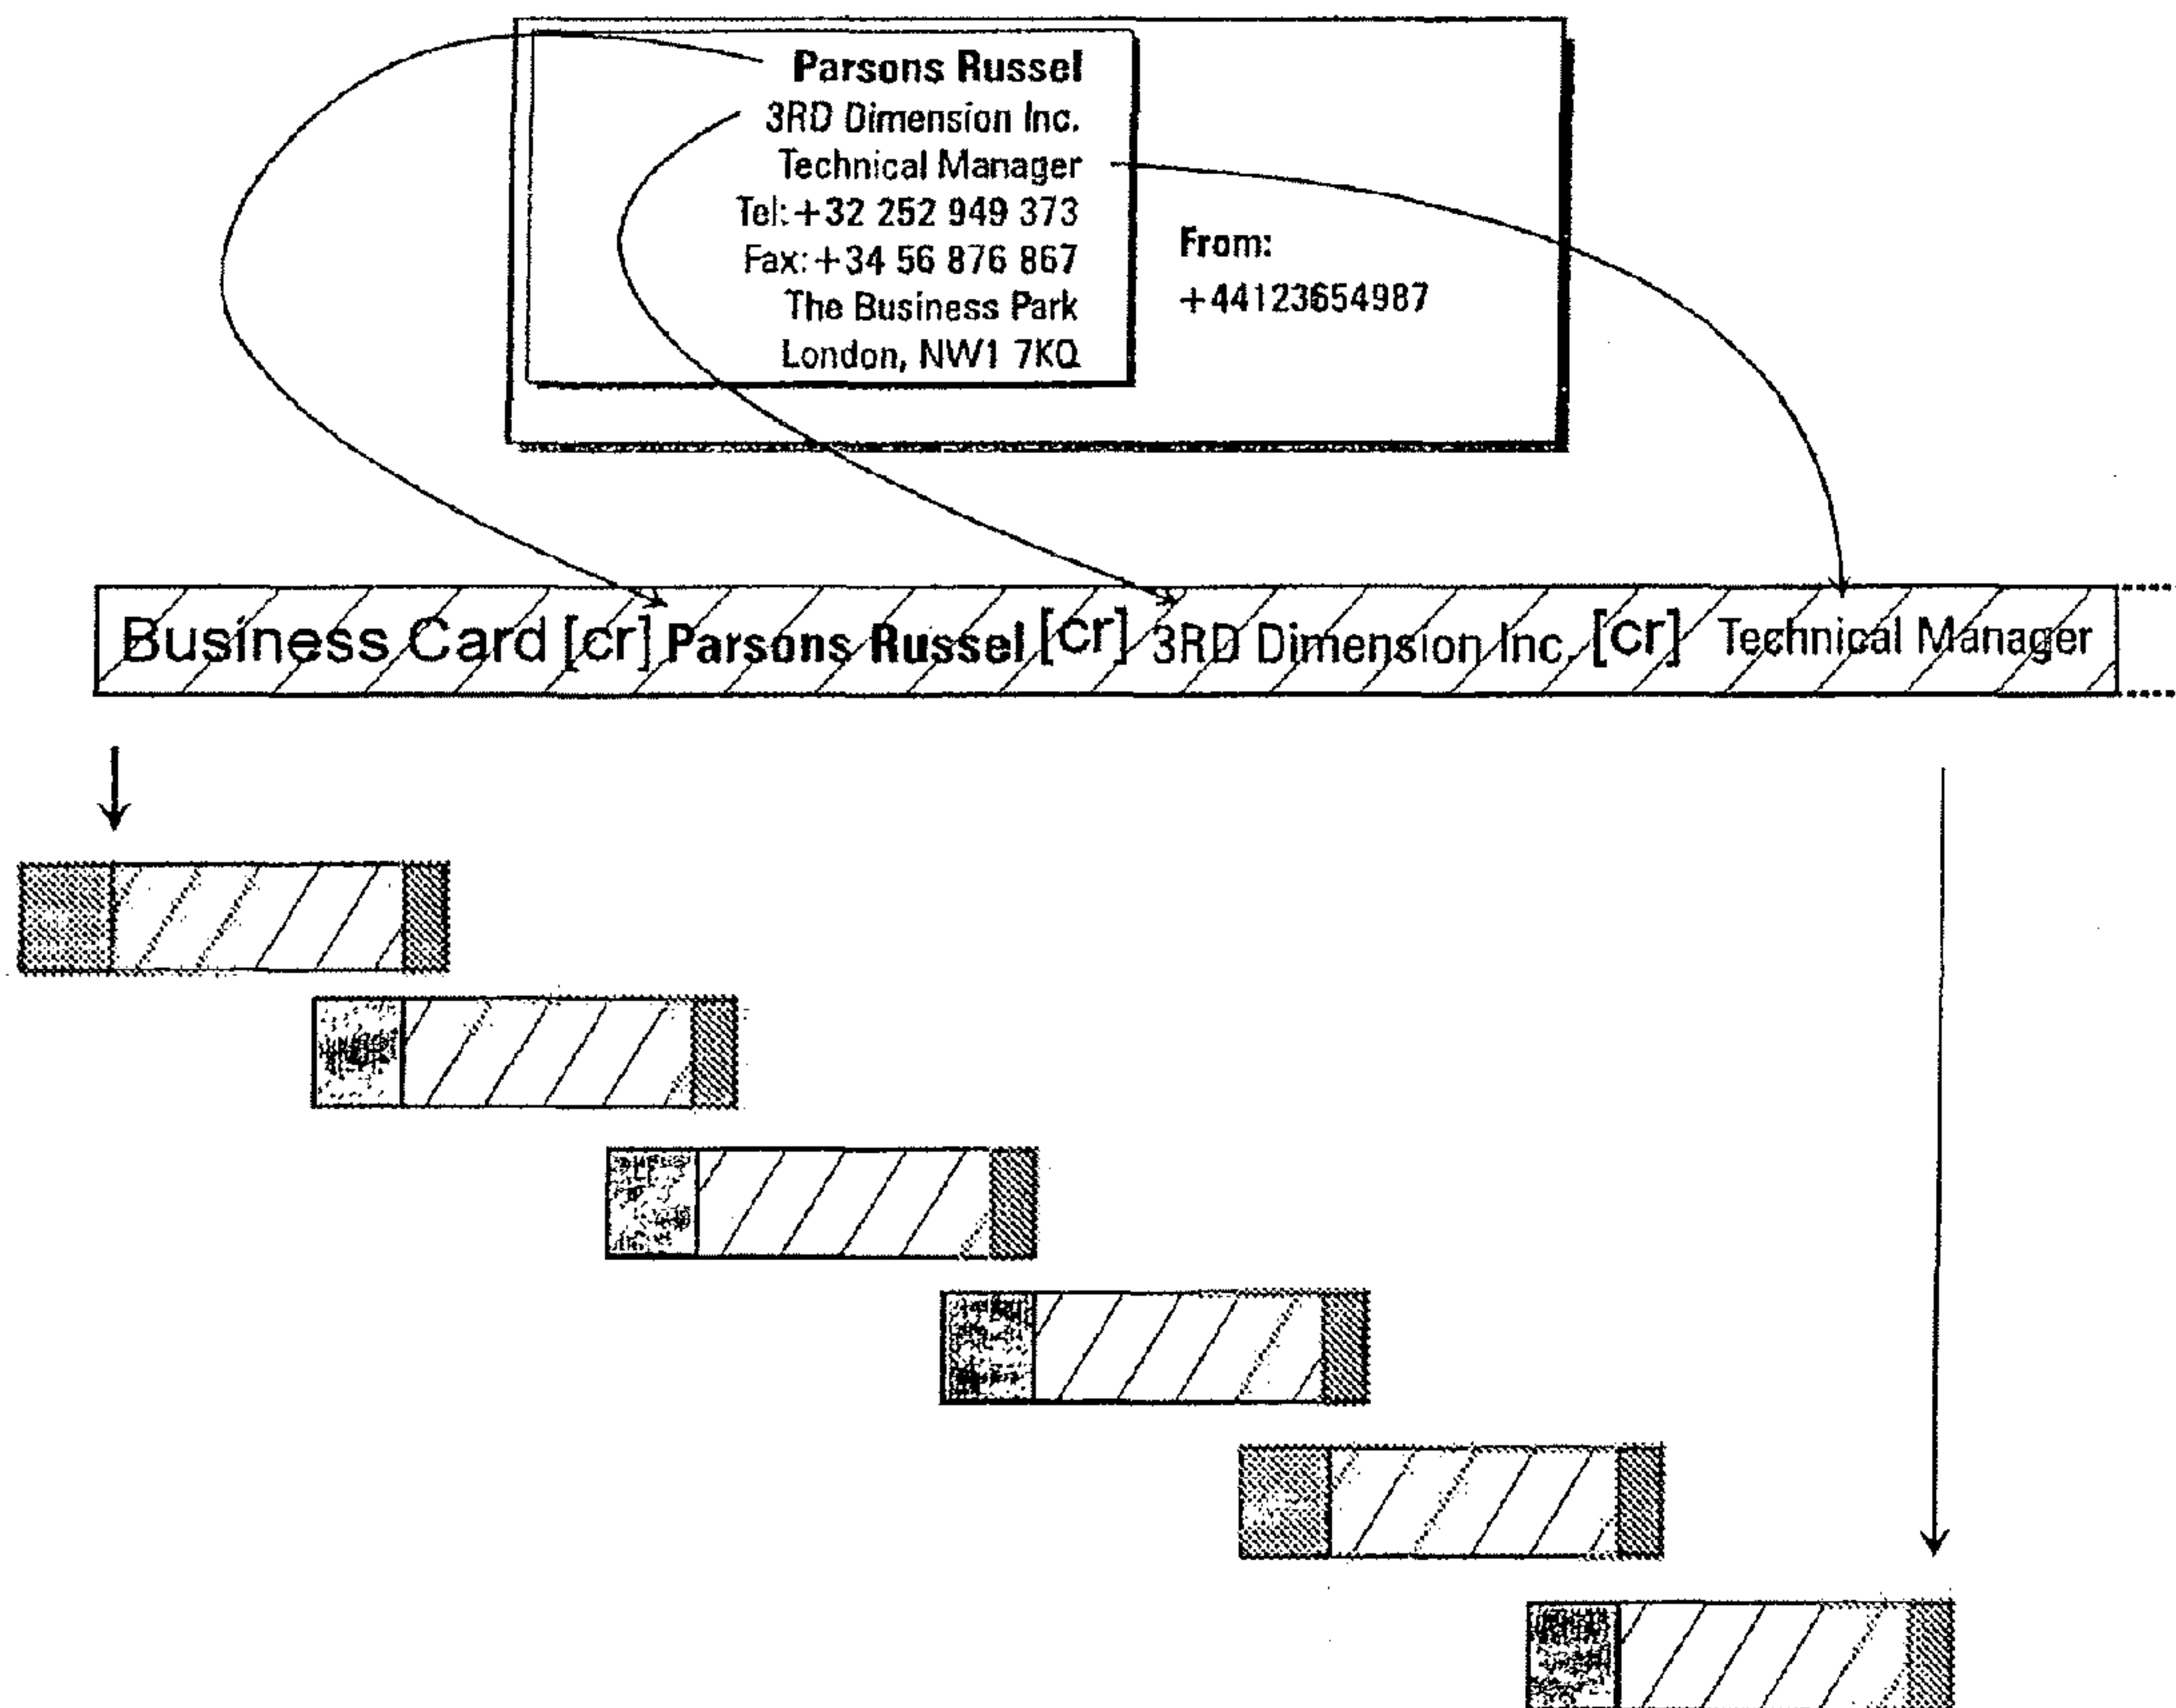 Parsons Russel
3RD Dimension Inc.
Technical Manager
Tel:+32 252 949 373
Fax:+34 56 876 867
The Business Park
London, NW1 7KQ
From:
+44123654987
Business Card [cr] Parsons Russel [cr] 3RD Dimension Inc. [cr] Technical Manager